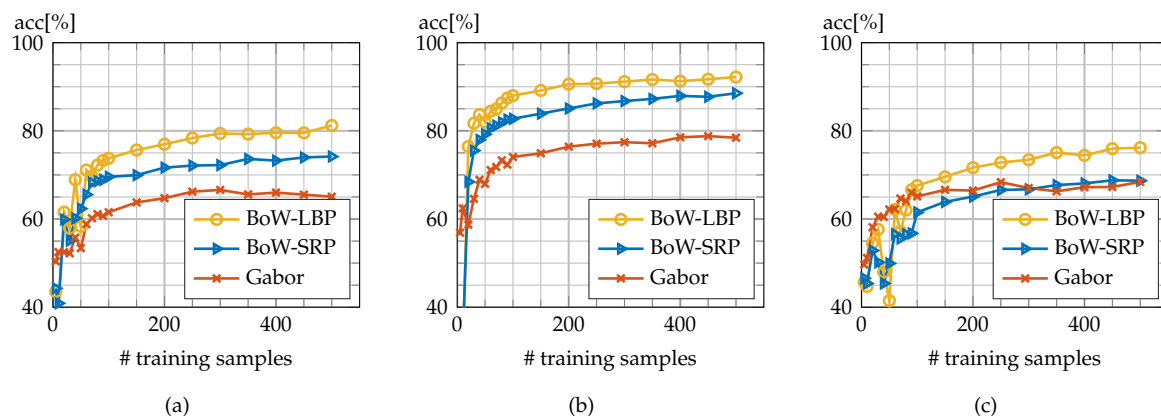 acc[%]
100
80
60
40
0
200
400
# training samples
BoW-LBP
BoW-SRP
Gabor
(a)
acc[%]
100
80
60
40
0
200
400
# training samples
BoW-LBP
BoW-SRP
Gabor
(b)
acc[%]
100
80
60
40
0
200
400
# training samples
BoW-LBP
BoW-SRP
Gabor
(c)